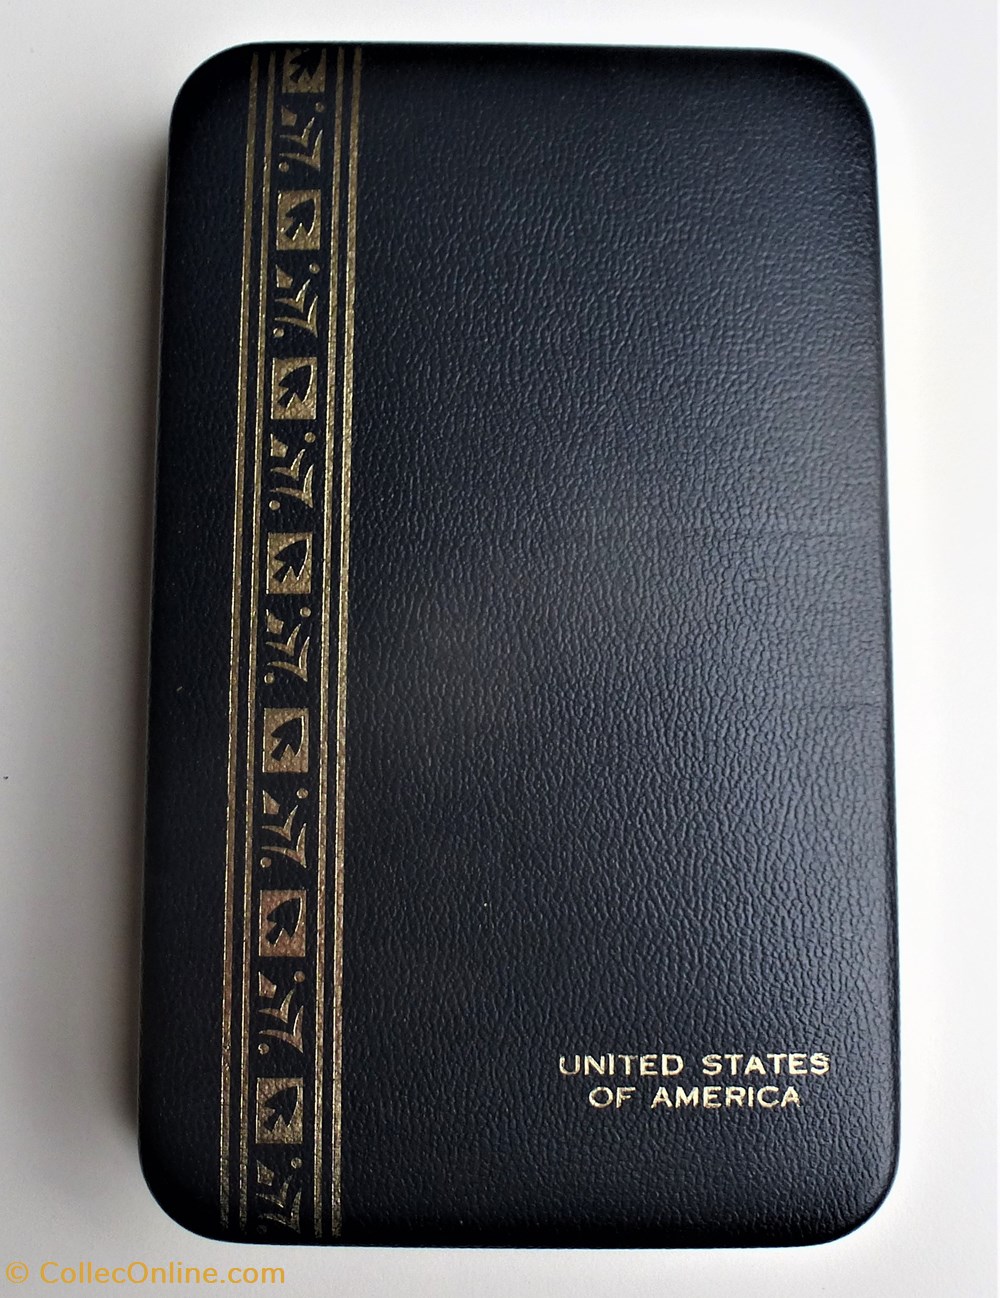 UNITED STATES
OF AMERICA
© CollecOnline.com